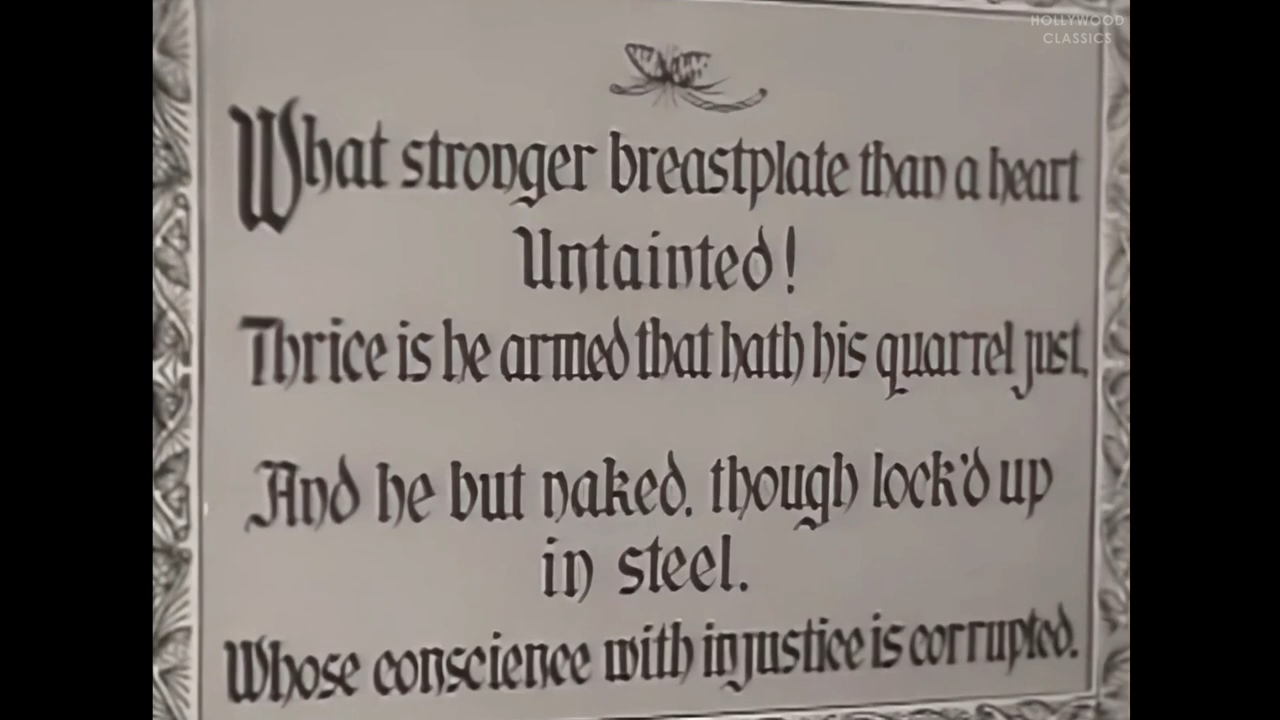 HOLLYWOOD
CLASSICS
What stronger breastplate than a heart
Untainted!
Thrice is he armed that hath his quarrel just,
And he but naked, though lock'd up
in steel.
Whose conscience with injustice is corrupted.